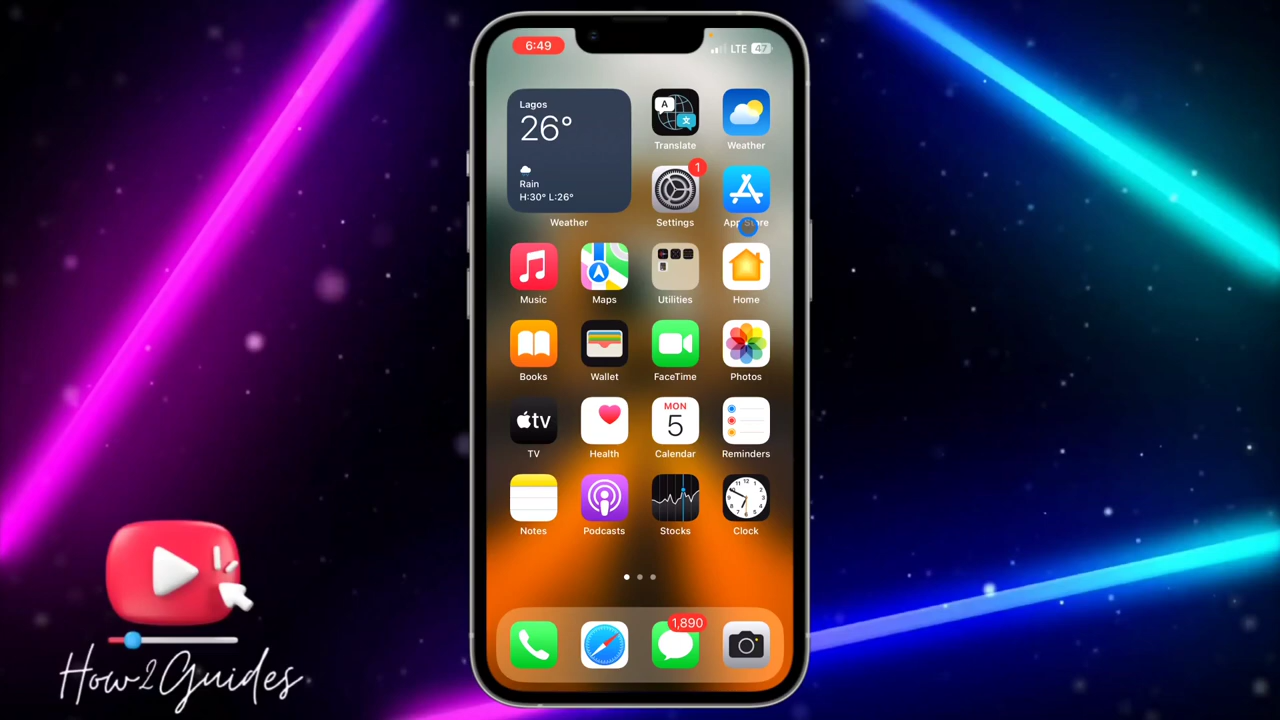 6:49
LTE 47
Lagos
26°
Rain
H:30° L:26°
Weather
A
文
Translate
Weather
1
Settings
App Store
Music
Maps
Utilities
Home
Books
Wallet
FaceTime
Photos
tv
MON
5
TV
Health
Calendar
Reminders
Notes
Podcasts
Stocks
Clock
1,890
How2Guides